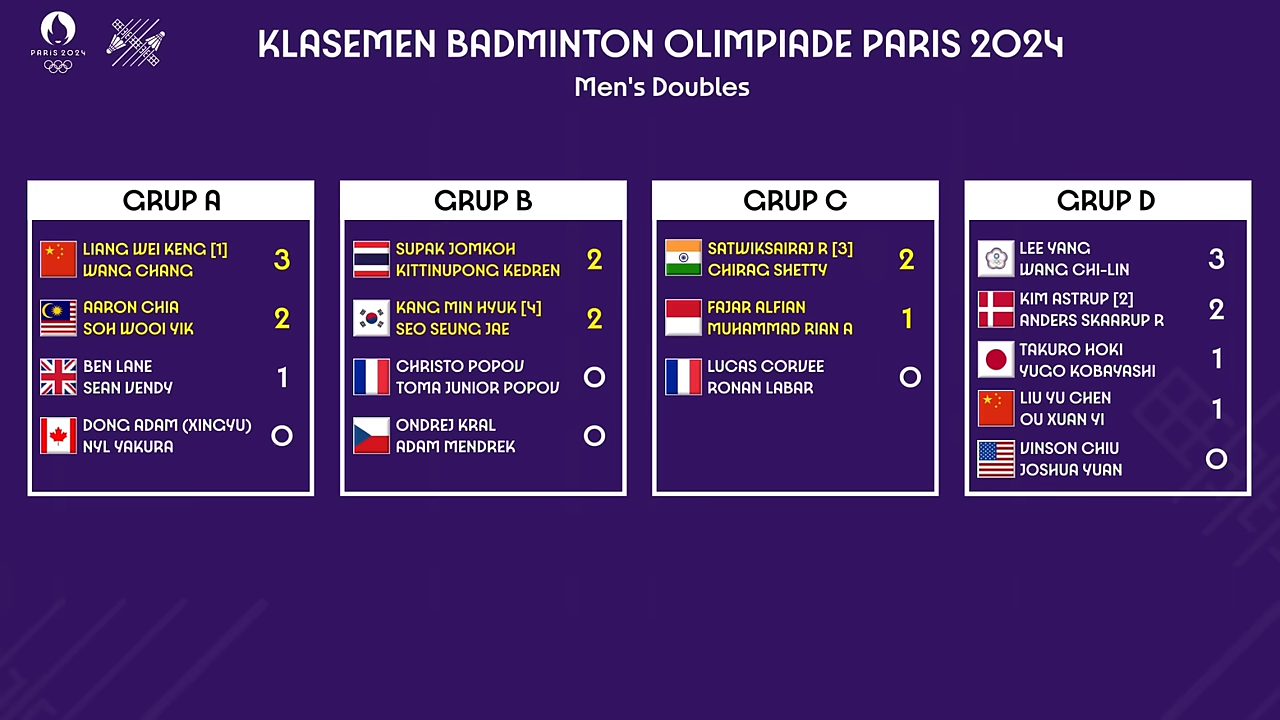 PARIS 2024
KLASEMEN BADMINTON OLIMPIADE PARIS 2024
Men's Doubles
GRUP A
LIANG WEI KENG [1]
WANG CHANG
3
AARON CHIA
SOH WOOI YIK
2
BEN LANE
SEAN VENDY
1
DONG ADAM (XINGYU)
NYL YAKURA
0
GRUP B
SUPAK JOMKOH
KITTINUPONG KEDREN
2
KANG MIN HYUK [4]
SEO SEUNG JAE
2
CHRISTO POPOV
TOMA JUNIOR POPOV
0
ONDREJ KRAL
ADAM MENDREK
0
GRUP C
SATWIKSAIRAJ R [3]
CHIRAG SHETTY
2
FAJAR ALFIAN
MUHAMMAD RIAN A
1
LUCAS CORVEE
RONAN LABAR
0
GRUP D
LEE YANG
WANG CHI-LIN
3
KIM ASTRUP [2]
ANDERS SKAARUP R
2
TAKURO HOKI
YUGO KOBAYASHI
1
LIU YU CHEN
OU XUAN YI
1
VINSON CHIU
JOSHUA YUAN
0